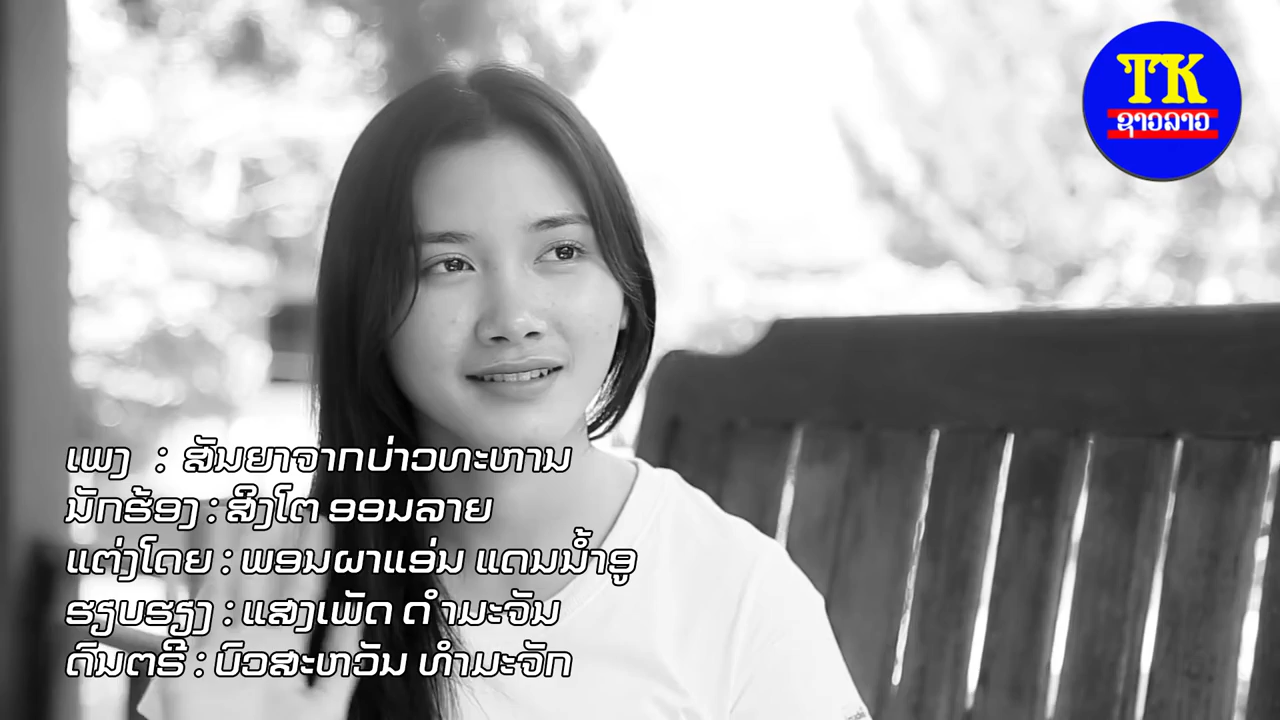 TK
ຊາວລາວ
ເພງ : ສັນຍາຈາກບ່າວທະຫານ
ນັກຮ້ອງ : ສິງໂຕ ອອນລາຍ
ແຕ່ງໂດຍ : ພອນຜາແອ່ນ ແດນນ້ຳອູ
ຮຽບຮຽງ : ແສງເພັດ ດຳມະຈັນ
ດົນຕຣີ : ບົວສະຫວັນ ທຳມະຈັກ